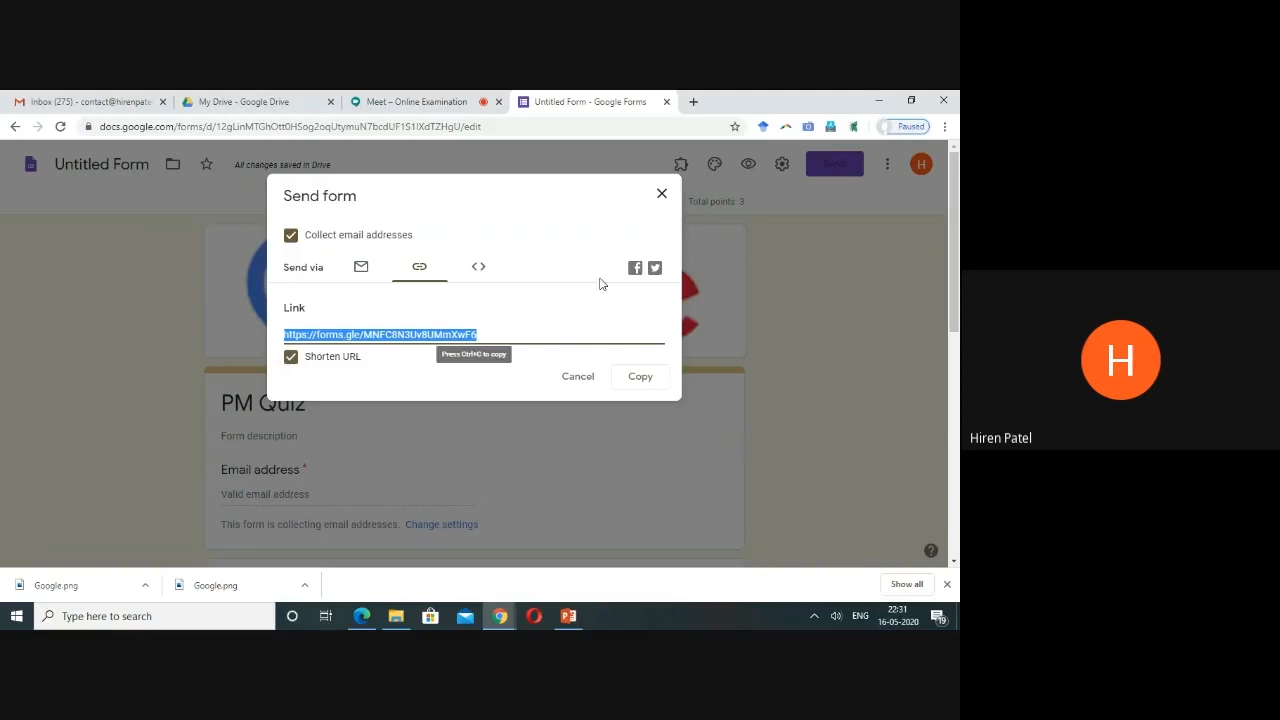 Inbox (275) - contact@hirenpate
My Drive - Google Drive
Meet – Online Examination
Untitled Form - Google Forms
docs.google.com/forms/d/12gLinMTGhOtt0HSog2oqUtymuN7bcdUF1S1IXdTZHgU/edit
Paused
Untitled Form
All changes saved in Drive
Send
H
Total points: 3
Send form
Collect email addresses
Send via
Link
https://forms.gle/MNFC8N3Uv8UMmXwF6
Press Ctrl+C to copy
Shorten URL
Cancel
Copy
PM Quiz
Form description
Email address *
Valid email address
This form is collecting email addresses. Change settings
H
Hiren Patel
Google.png
Google.png
Show all
Type here to search
ENG
22:31
16-05-2020
19